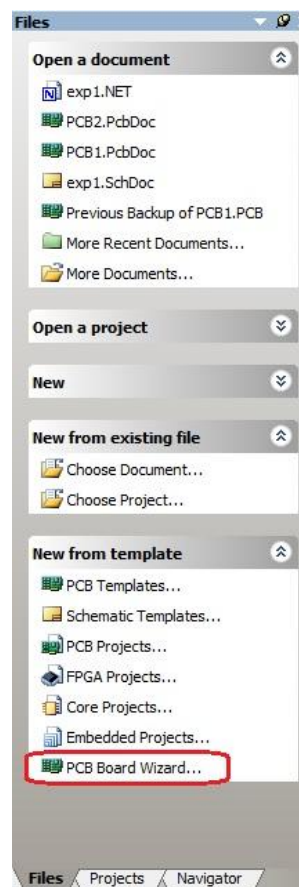 Files
Open a document
exp1.NET
PCB2.PcbDoc
PCB1.PcbDoc
exp1.SchDoc
Previous Backup of PCB1.PCB
More Recent Documents...
More Documents...
Open a project
New
New from existing file
Choose Document...
Choose Project...
New from template
PCB Templates...
Schematic Templates...
PCB Projects...
FPGA Projects...
Core Projects...
Embedded Projects...
PCB Board Wizard...
Files Projects Navigator